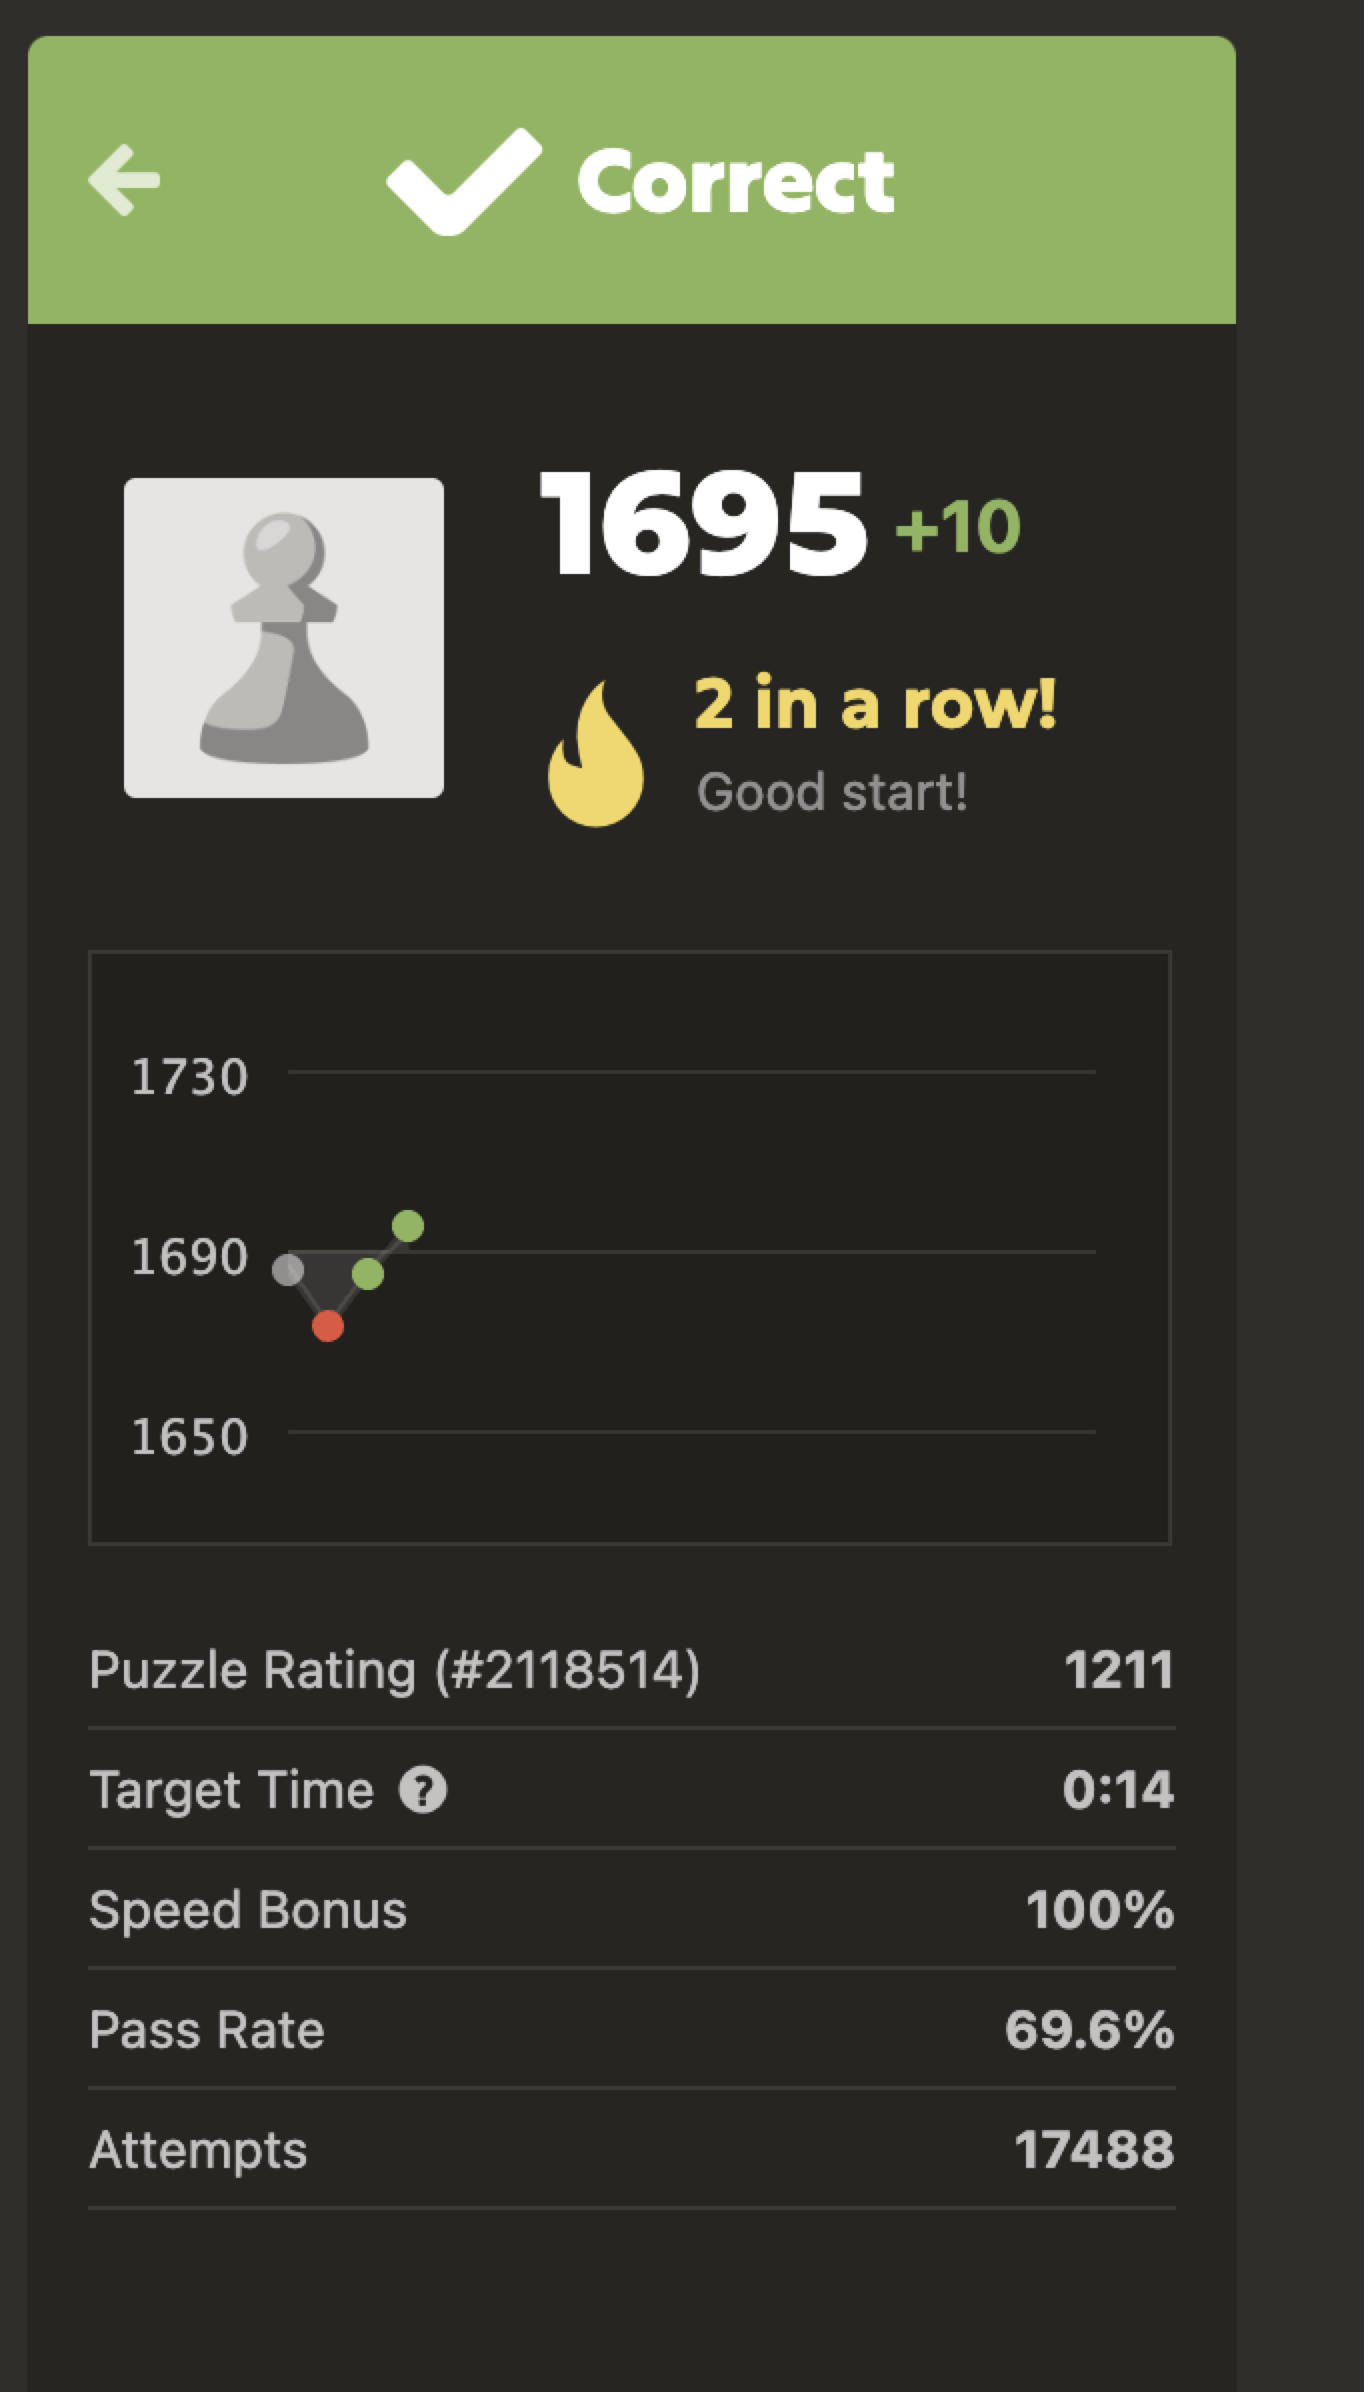 Correct
1695 +10
2 in a row!
Good start!
1730
1690
1650
Puzzle Rating (#2118514) 1211
Target Time ? 0:14
Speed Bonus 100%
Pass Rate 69.6%
Attempts 17488